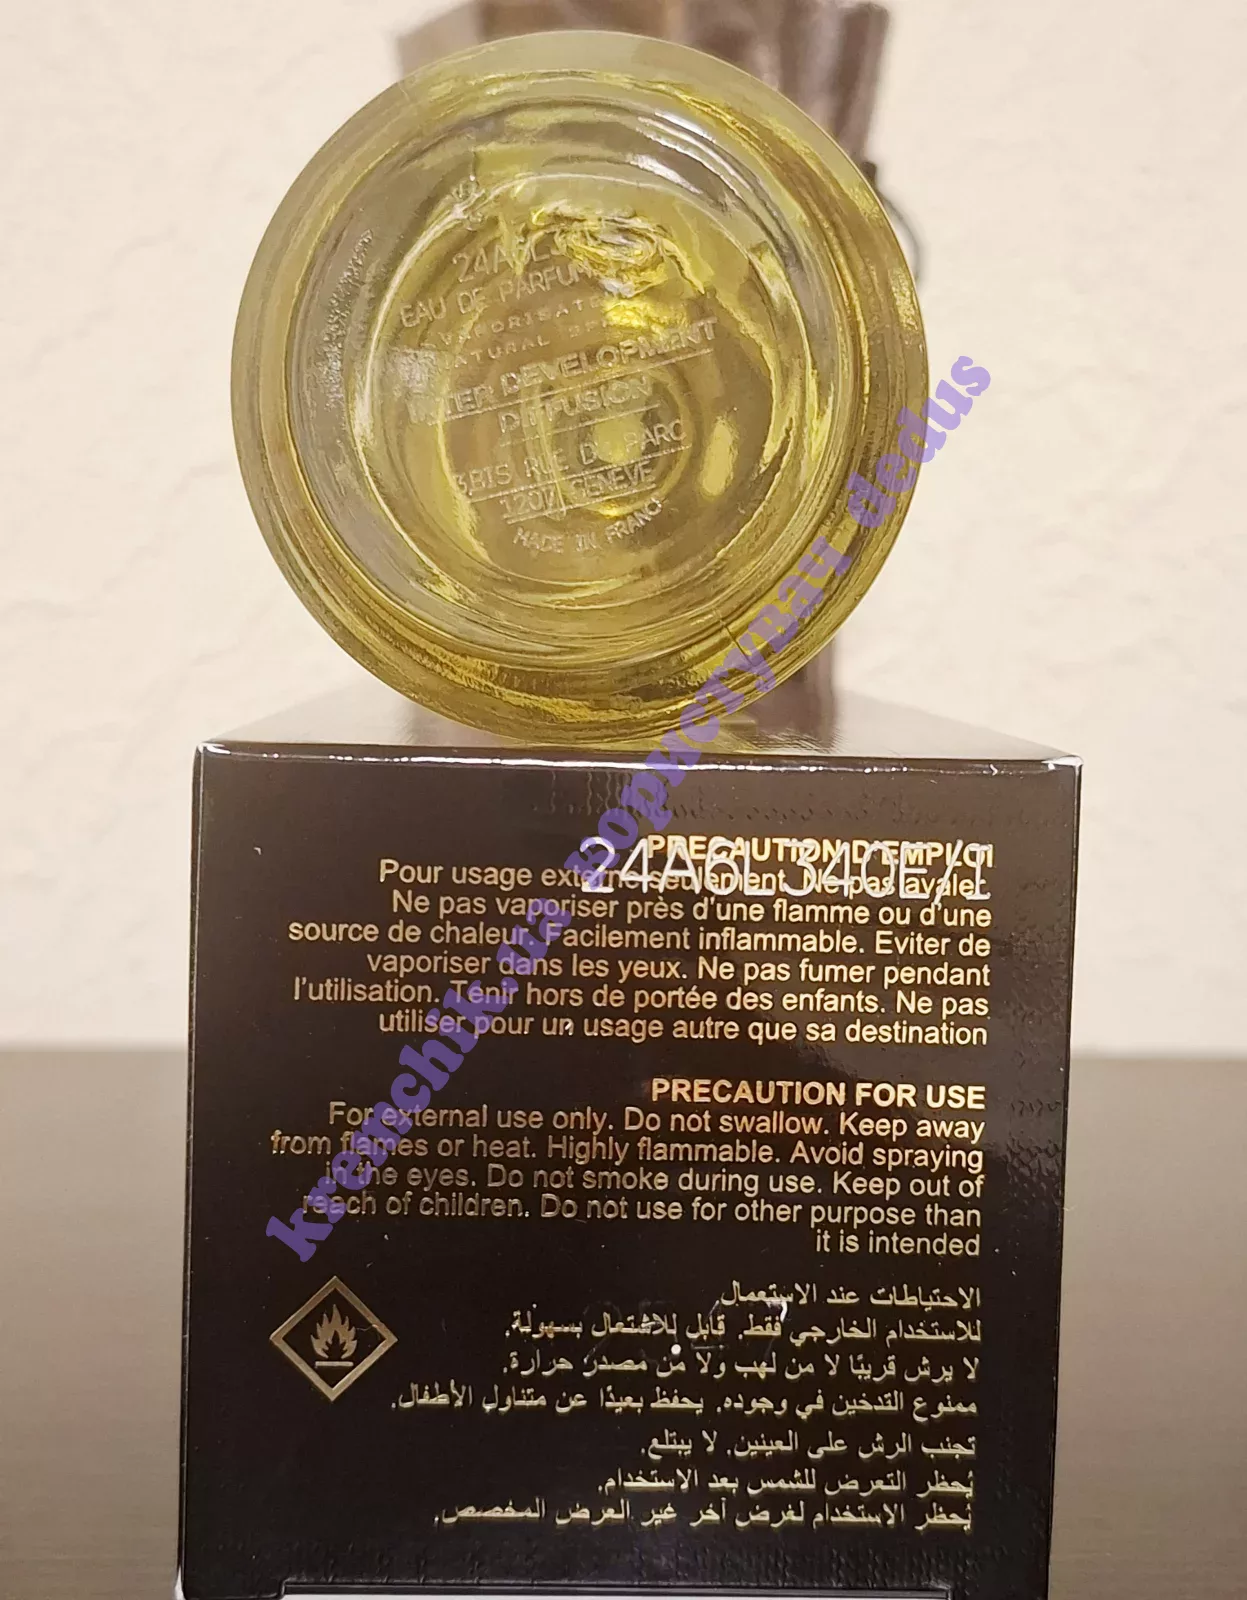 EAU DE PARFUM
NATURAL
INTER DEVELOPMENT
DIFFUSION
3BIS RUE DU PARC
1207 GENEVE
MADE IN FRANCE
PRECAUTION D'EMPLOI
24A6L340E/I
Pour usage externe seulement. Ne pas avaler.
Ne pas vaporiser près d'une flamme ou d'une
source de chaleur. Facilement inflammable. Eviter de
vaporiser dans les yeux. Ne pas fumer pendant
l'utilisation. Tenir hors de portée des enfants. Ne pas
utiliser pour un usage autre que sa destination
PRECAUTION FOR USE
For external use only. Do not swallow. Keep away
from flames or heat. Highly flammable. Avoid spraying
in the eyes. Do not smoke during use. Keep out of
reach of children. Do not use for other purpose than
it is intended
الاحتياطات عند الاستعمال
للاستخدام الخارجي فقط. قابل للاشتعال بسهولة.
لا يرش قريبًا لا من لهب ولا من مصدر حرارة.
ممنوع التدخين في وجوده. يحفظ بعيدًا عن متناول الأطفال.
تجنب الرش على العينين. لا يبتلع.
يُحظر التعرض للشمس بعد الاستخدام.
يُحظر الاستخدام لغرض آخر غير الغرض المخصص.
kremchik.ua користувач dedus